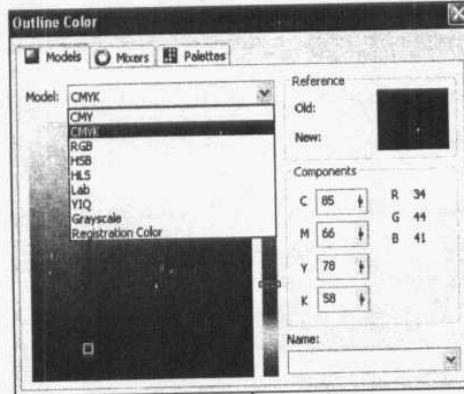 Outline Color
Models Mixers Palettes
Model: CMYK
CMY
CMYK
RGB
HSB
HLS
Lab
YIQ
Grayscale
Registration Color
Reference
Old:
New:
Components
C 85 R 34
M 66 G 44
Y 78 B 41
K 58
Name: